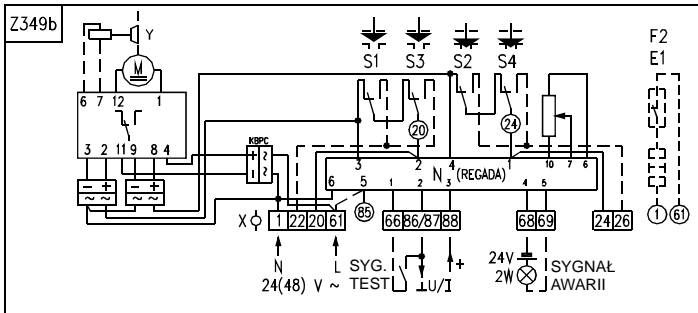 Z349b
Y
M
S1 S3 S2 S4
F2
E1
6 7 12 1
3 2 11 9 8 4
KBPC
+ ~
- ~
20
24
3 2 4 1 10 7 6
N (REGADA)
6 5 1 2 3 4 5
- +
~ ~
- +
~ ~
85
X 1 22 20 61 66 86/87 88 68 69 24 26
1 61
N L
24(48) V ~
SYG.
TEST
⊥U/I +
24V
2W
SYGNAŁ
AWARII